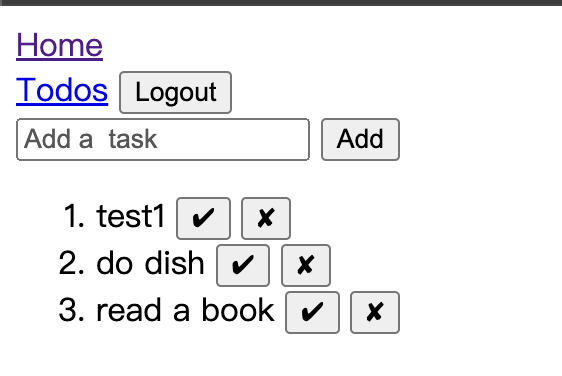 Home
Todos Logout
Add a  task Add
1. test1 ✔ ✘
2. do dish ✔ ✘
3. read a book ✔ ✘